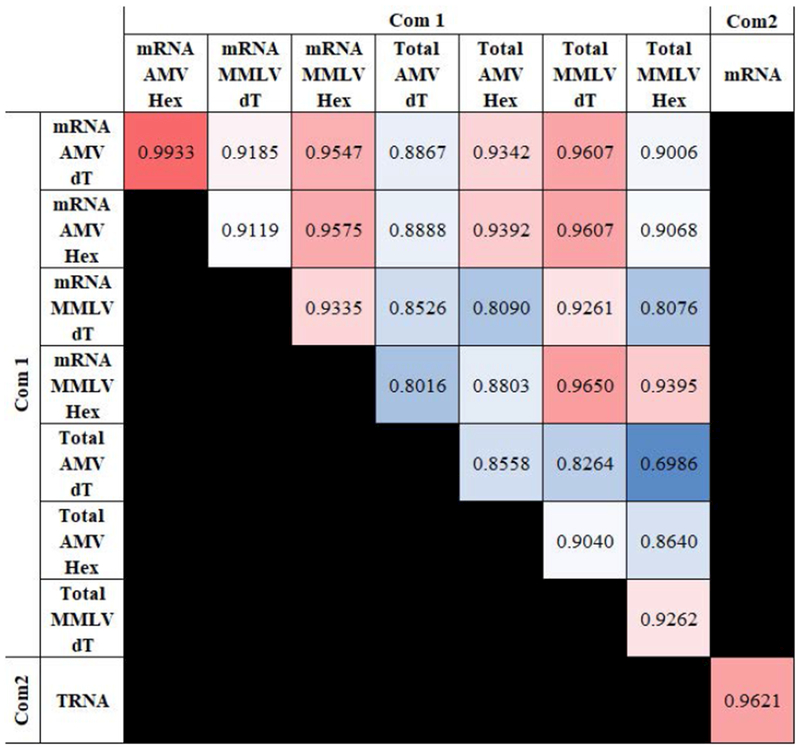 Com 1 Com2
mRNA AMV Hex mRNA MMLV dT mRNA MMLV Hex Total AMV dT Total AMV Hex Total MMLV dT Total MMLV Hex mRNA
Com 1
mRNA AMV dT 0.9933 0.9185 0.9547 0.8867 0.9342 0.9607 0.9006
mRNA AMV Hex 0.9119 0.9575 0.8888 0.9392 0.9607 0.9068
mRNA MMLV dT 0.9335 0.8526 0.8090 0.9261 0.8076
mRNA MMLV Hex 0.8016 0.8803 0.9650 0.9395
Total AMV dT 0.8558 0.8264 0.6986
Total AMV Hex 0.9040 0.8640
Total MMLV dT 0.9262
Com2 TRNA 0.9621